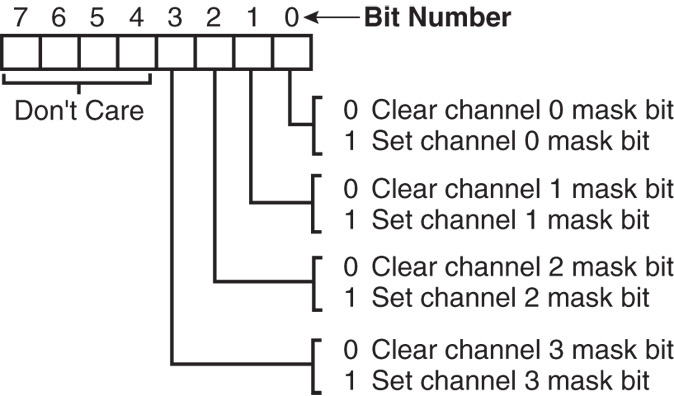 7 6 5 4 3 2 1 0 Bit Number
Don't Care
0 Clear channel 0 mask bit
1 Set channel 0 mask bit
0 Clear channel 1 mask bit
1 Set channel 1 mask bit
0 Clear channel 2 mask bit
1 Set channel 2 mask bit
0 Clear channel 3 mask bit
1 Set channel 3 mask bit